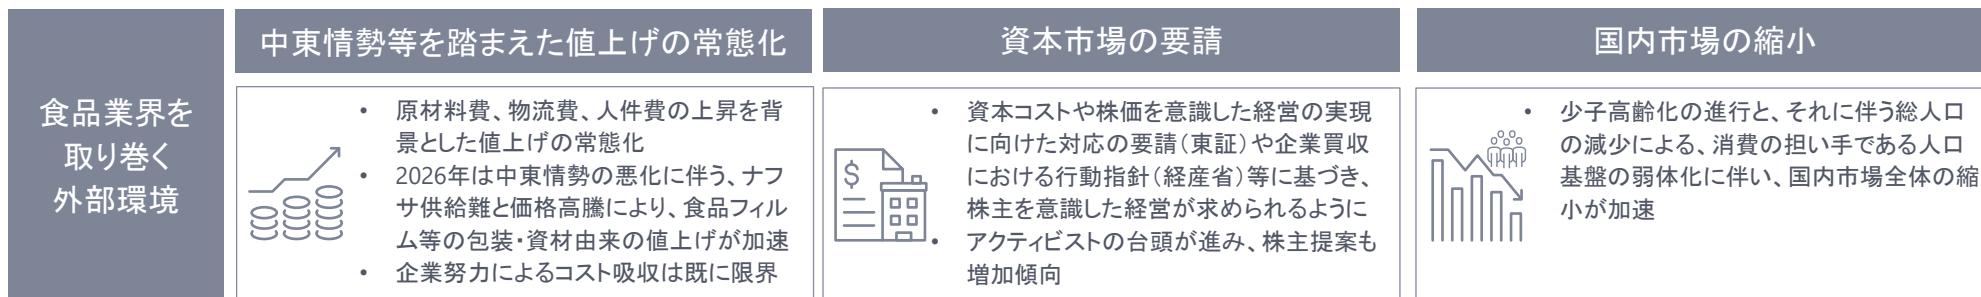 食品業界を
取り巻く
外部環境
中東情勢等を踏まえた値上げの常態化
• 原材料費、物流費、人件費の上昇を背
景とした値上げの常態化
• 2026年は中東情勢の悪化に伴う、ナフ
サ供給難と価格高騰により、食品フィル
ム等の包装・資材由来の値上げが加速
• 企業努力によるコスト吸収は既に限界
資本市場の要請
$
• 資本コストや株価を意識した経営の実現
に向けた対応の要請（東証）や企業買収
における行動指針（経産省）等に基づき、
株主を意識した経営が求められるように
• アクティビストの台頭が進み、株主提案も
増加傾向
国内市場の縮小
• 少子高齢化の進行と、それに伴う総人口
の減少による、消費の担い手である人口
基盤の弱体化に伴い、国内市場全体の縮
小が加速